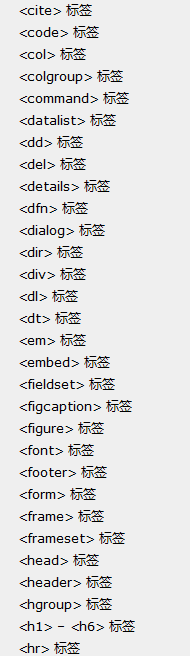 <cite> 标签
<code> 标签
<col> 标签
<colgroup> 标签
<command> 标签
<datalist> 标签
<dd> 标签
<del> 标签
<details> 标签
<dfn> 标签
<dialog> 标签
<dir> 标签
<div> 标签
<dl> 标签
<dt> 标签
<em> 标签
<embed> 标签
<fieldset> 标签
<figcaption> 标签
<figure> 标签
<font> 标签
<footer> 标签
<form> 标签
<frame> 标签
<frameset> 标签
<head> 标签
<header> 标签
<hgroup> 标签
<h1> – <h6> 标签
<hr> 标签